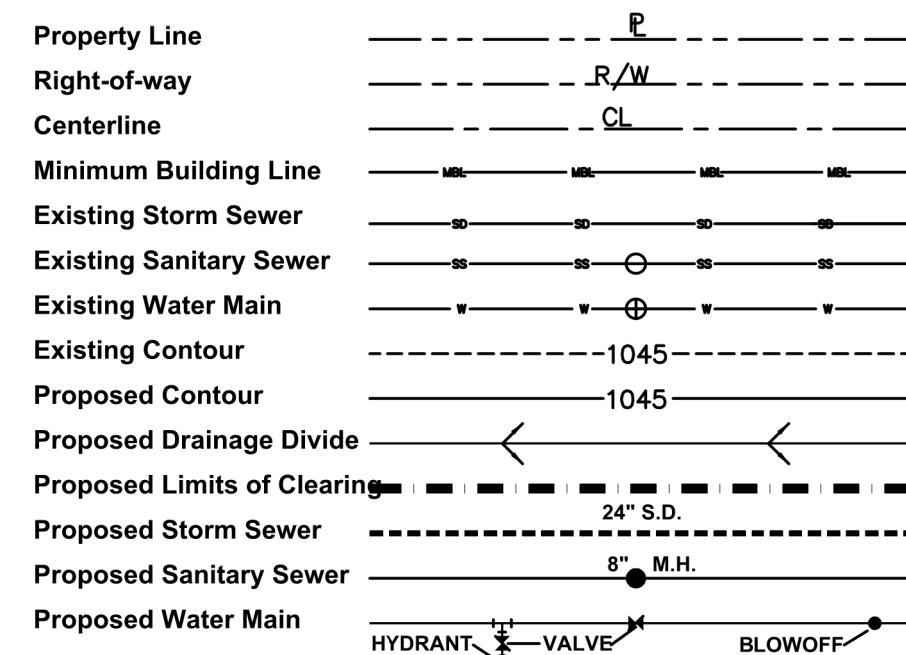 Property Line PL
Right-of-way R/W
Centerline CL
Minimum Building Line MBL MBL MBL MBL
Existing Storm Sewer SD SD SD SD
Existing Sanitary Sewer SS SS SS SS
Existing Water Main W W W W
Existing Contour 1045
Proposed Contour 1045
Proposed Drainage Divide
Proposed Limits of Clearing
24" S.D.
Proposed Storm Sewer
8" M.H.
Proposed Sanitary Sewer
Proposed Water Main
HYDRANT VALVE BLOWOFF